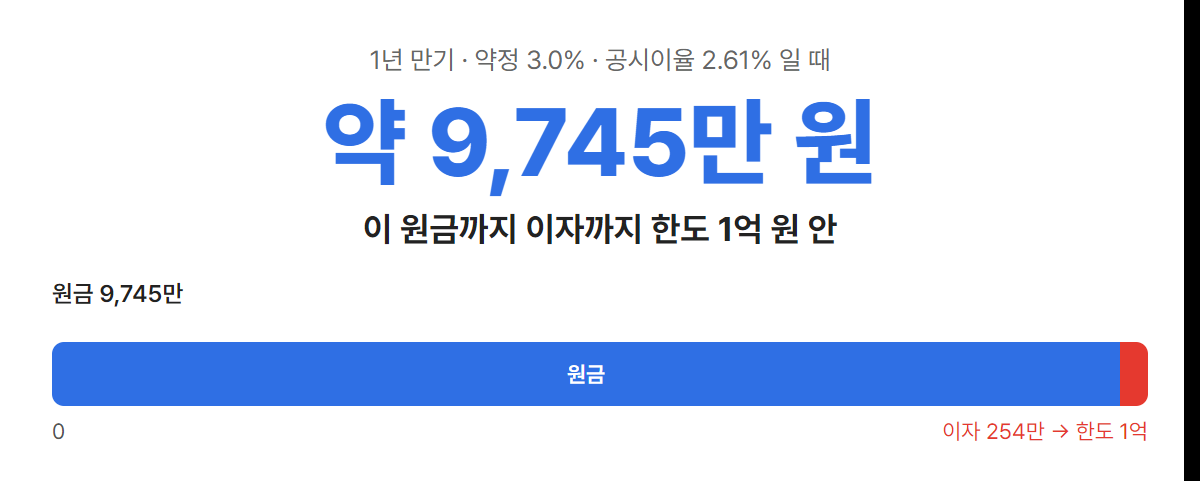 1년 만기 · 약정 3.0% · 공시이율 2.61% 일 때
약 9,745만 원
이 원금까지 이자까지 한도 1억 원 안
원금 9,745만
원금
0
이자 254만 → 한도 1억